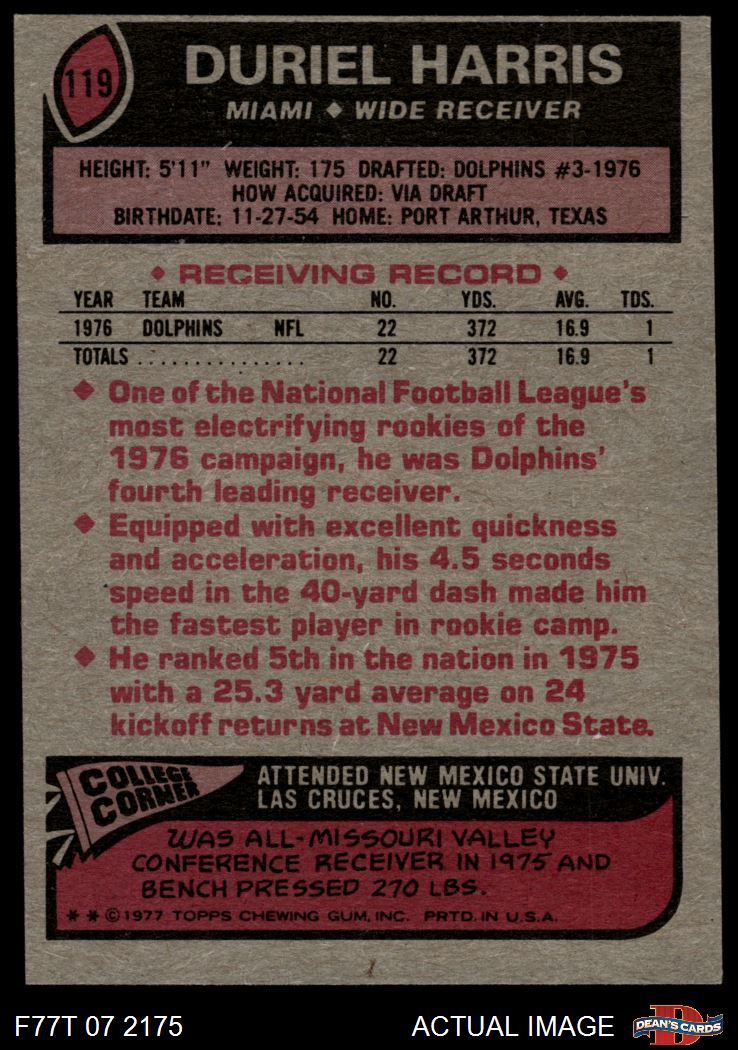 119
DURIEL HARRIS
MIAMI ◆ WIDE RECEIVER
HEIGHT: 5'11" WEIGHT: 175 DRAFTED: DOLPHINS #3-1976
HOW ACQUIRED: VIA DRAFT
BIRTHDATE: 11-27-54 HOME: PORT ARTHUR, TEXAS
◆ RECEIVING RECORD ◆
YEAR TEAM NO. YDS. AVG. TDS.
1976 DOLPHINS NFL 22 372 16.9 1
TOTALS . . . . . . . . . . . . . . . 22 372 16.9 1
◆ One of the National Football League's
most electrifying rookies of the
1976 campaign, he was Dolphins'
fourth leading receiver.
◆ Equipped with excellent quickness
and acceleration, his 4.5 seconds
speed in the 40-yard dash made him
the fastest player in rookie camp.
◆ He ranked 5th in the nation in 1975
with a 25.3 yard average on 24
kickoff returns at New Mexico State.
COLLEGE
CORNER
ATTENDED NEW MEXICO STATE UNIV.
LAS CRUCES, NEW MEXICO
WAS ALL-MISSOURI VALLEY
CONFERENCE RECEIVER IN 1975 AND
BENCH PRESSED 270 LBS.
* * © 1977 TOPPS CHEWING GUM, INC. PRTD. IN U.S.A.
F77T 07 2175 ACTUAL IMAGE
D
DEAN'S CARDS